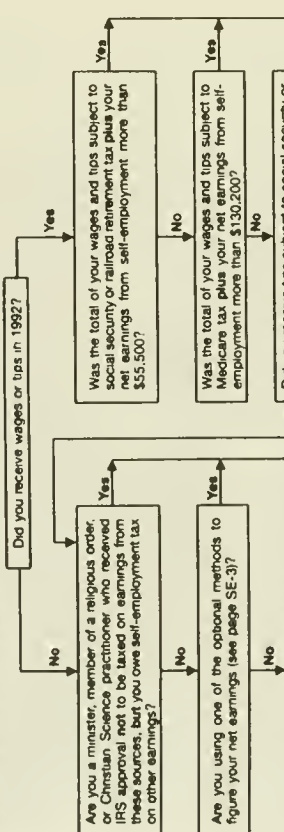 Did you receive wages or tips in 1992?
No
Yes
Are you a minister, member of a religious order,
or Christian Science practitioner who received
IRS approval not to be taxed on earnings from
these sources, but you owe self-employment tax
on other earnings?
Yes
No
Are you using one of the optional methods to
figure your net earnings (see page SE-3)?
Yes
No
Was the total of your wages and tips subject to
social security or railroad retirement tax plus your
net earnings from self-employment more than
$55,500?
Yes
No
Was the total of your wages and tips subject to
Medicare tax plus your net earnings from self-
employment more than $130,200?
Yes
No